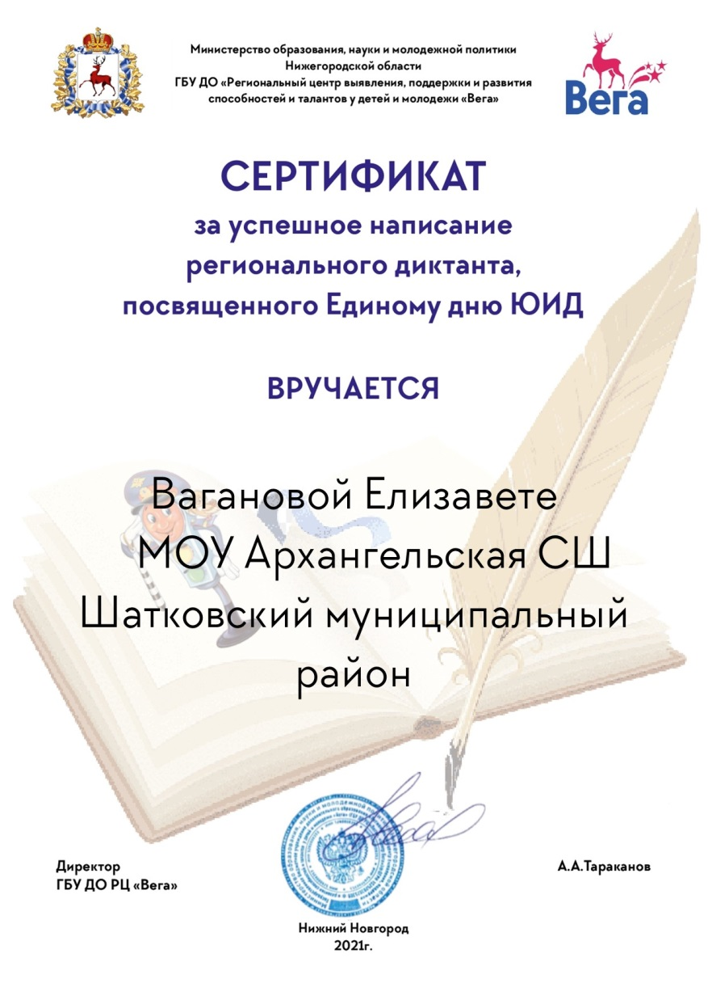 Министерство образования, науки и молодежной политики
Нижегородской области
ГБУ ДО «Региональный центр выявления, поддержки и развития
способностей и талантов у детей и молодежи «Вега»
Вега
СЕРТИФИКАТ
за успешное написание
регионального диктанта,
посвященного Единому дню ЮИД
ВРУЧАЕТСЯ
Вагановой Елизавете
МОУ Архангельская СШ
Шатковский муниципальный
район
Директор
ГБУ ДО РЦ «Вега»
А.А.Тараканов
Нижний Новгород
2021г.